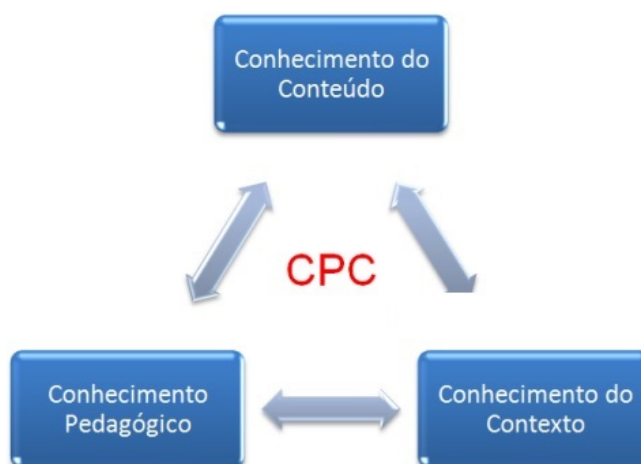 Conhecimento do
Conteúdo
CPC
Conhecimento
Pedagógico
Conhecimento do
Contexto